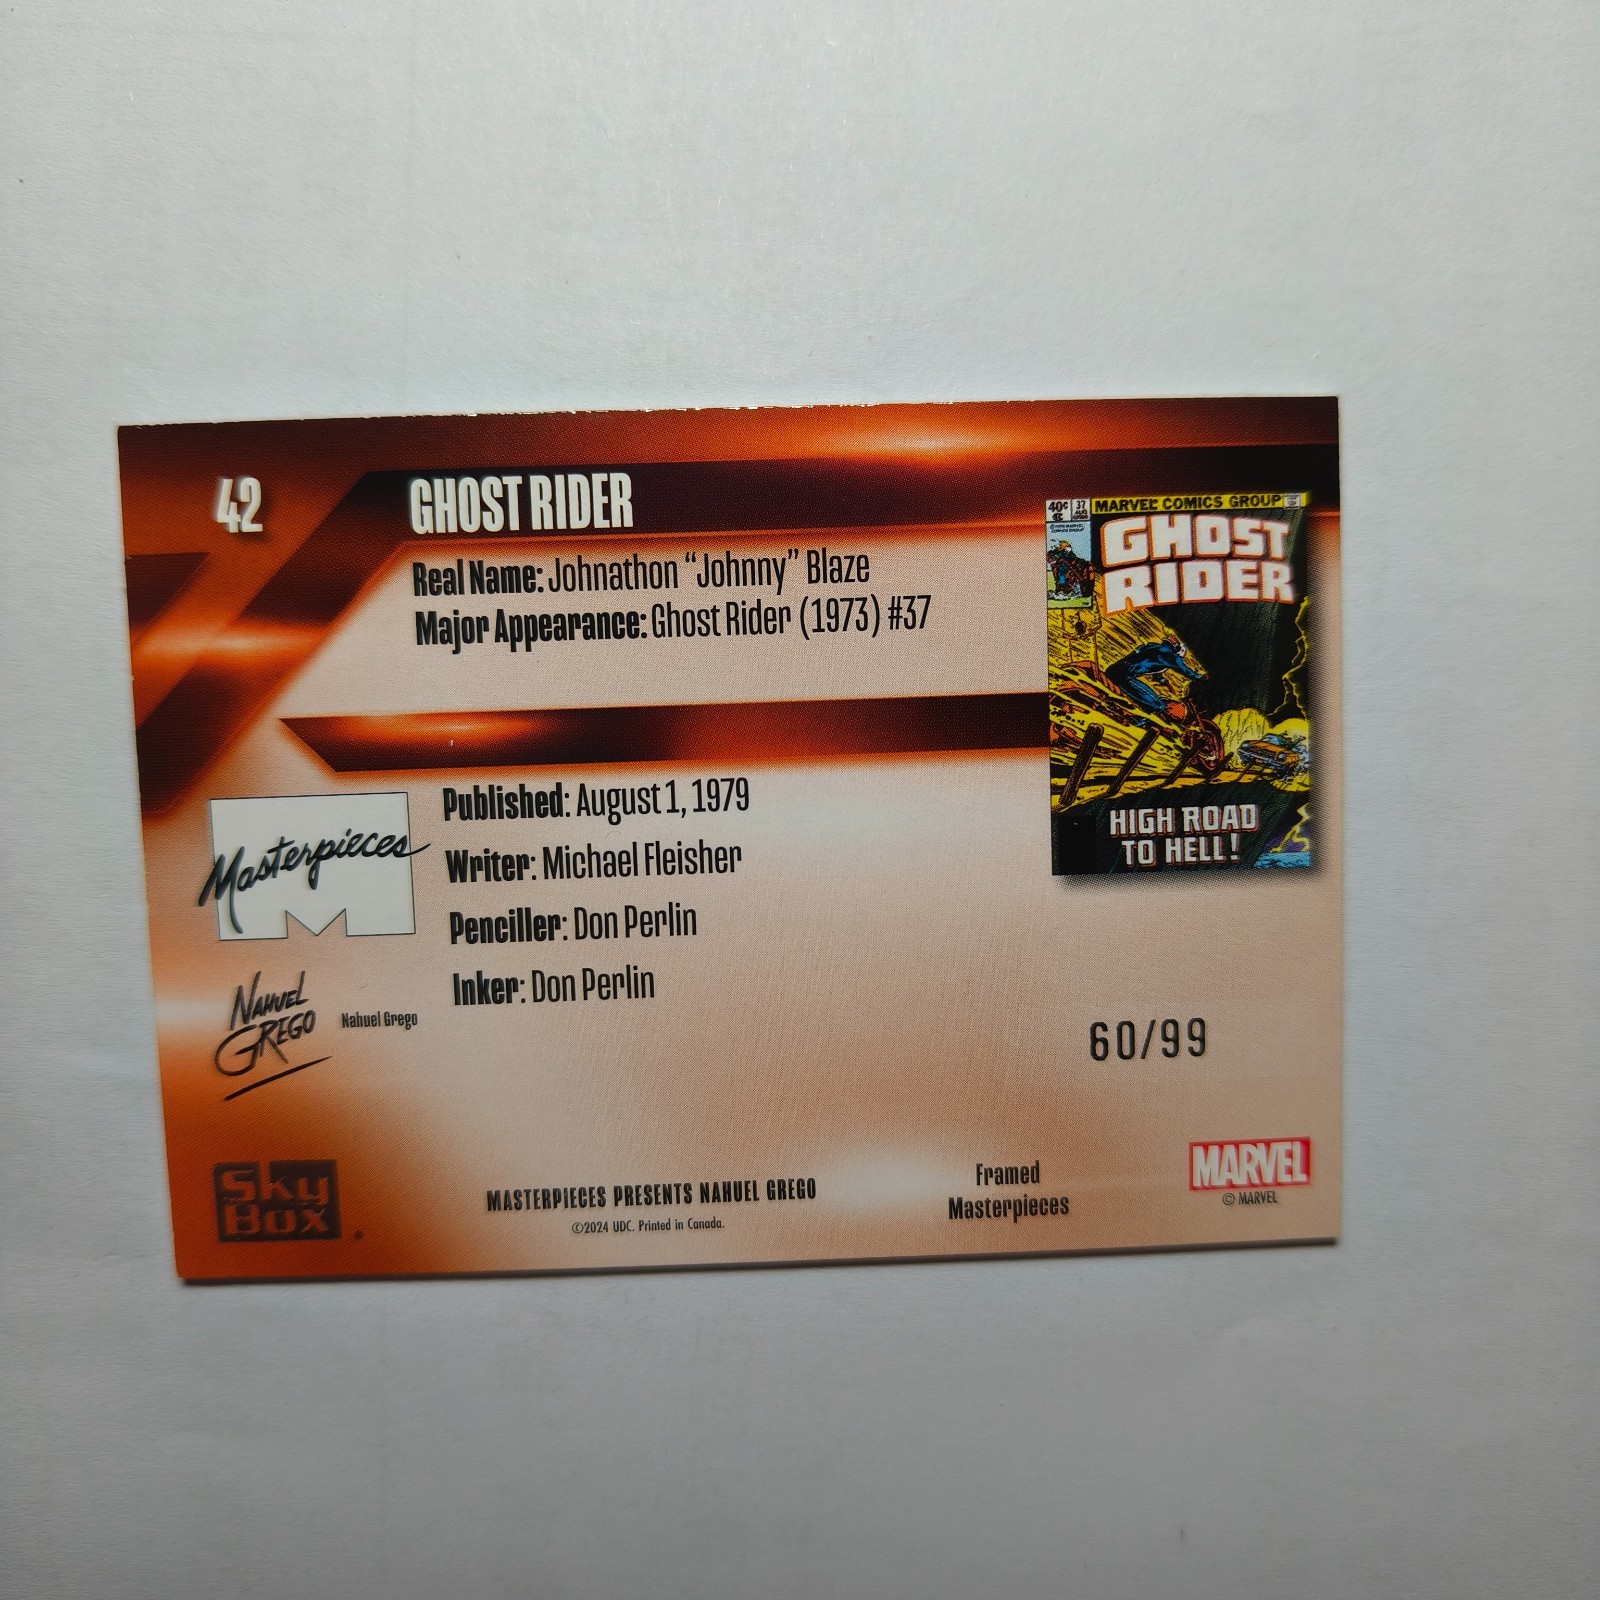 42
GHOST RIDER
Real Name: Johnathon “Johnny” Blaze
Major Appearance: Ghost Rider (1973) #37
40¢
37
AUG
MARVEL COMICS GROUP
GHOST
RIDER
HIGH ROAD
TO HELL!
Published: August 1, 1979
Writer: Michael Fleisher
Penciller: Don Perlin
Inker: Don Perlin
Masterpieces
NAHUEL
GREGO
Nahuel Grego
60/99
SkyBox
MASTERPIECES PRESENTS NAHUEL GREGO
©2024 UDC. Printed in Canada.
Framed
Masterpieces
MARVEL
© MARVEL